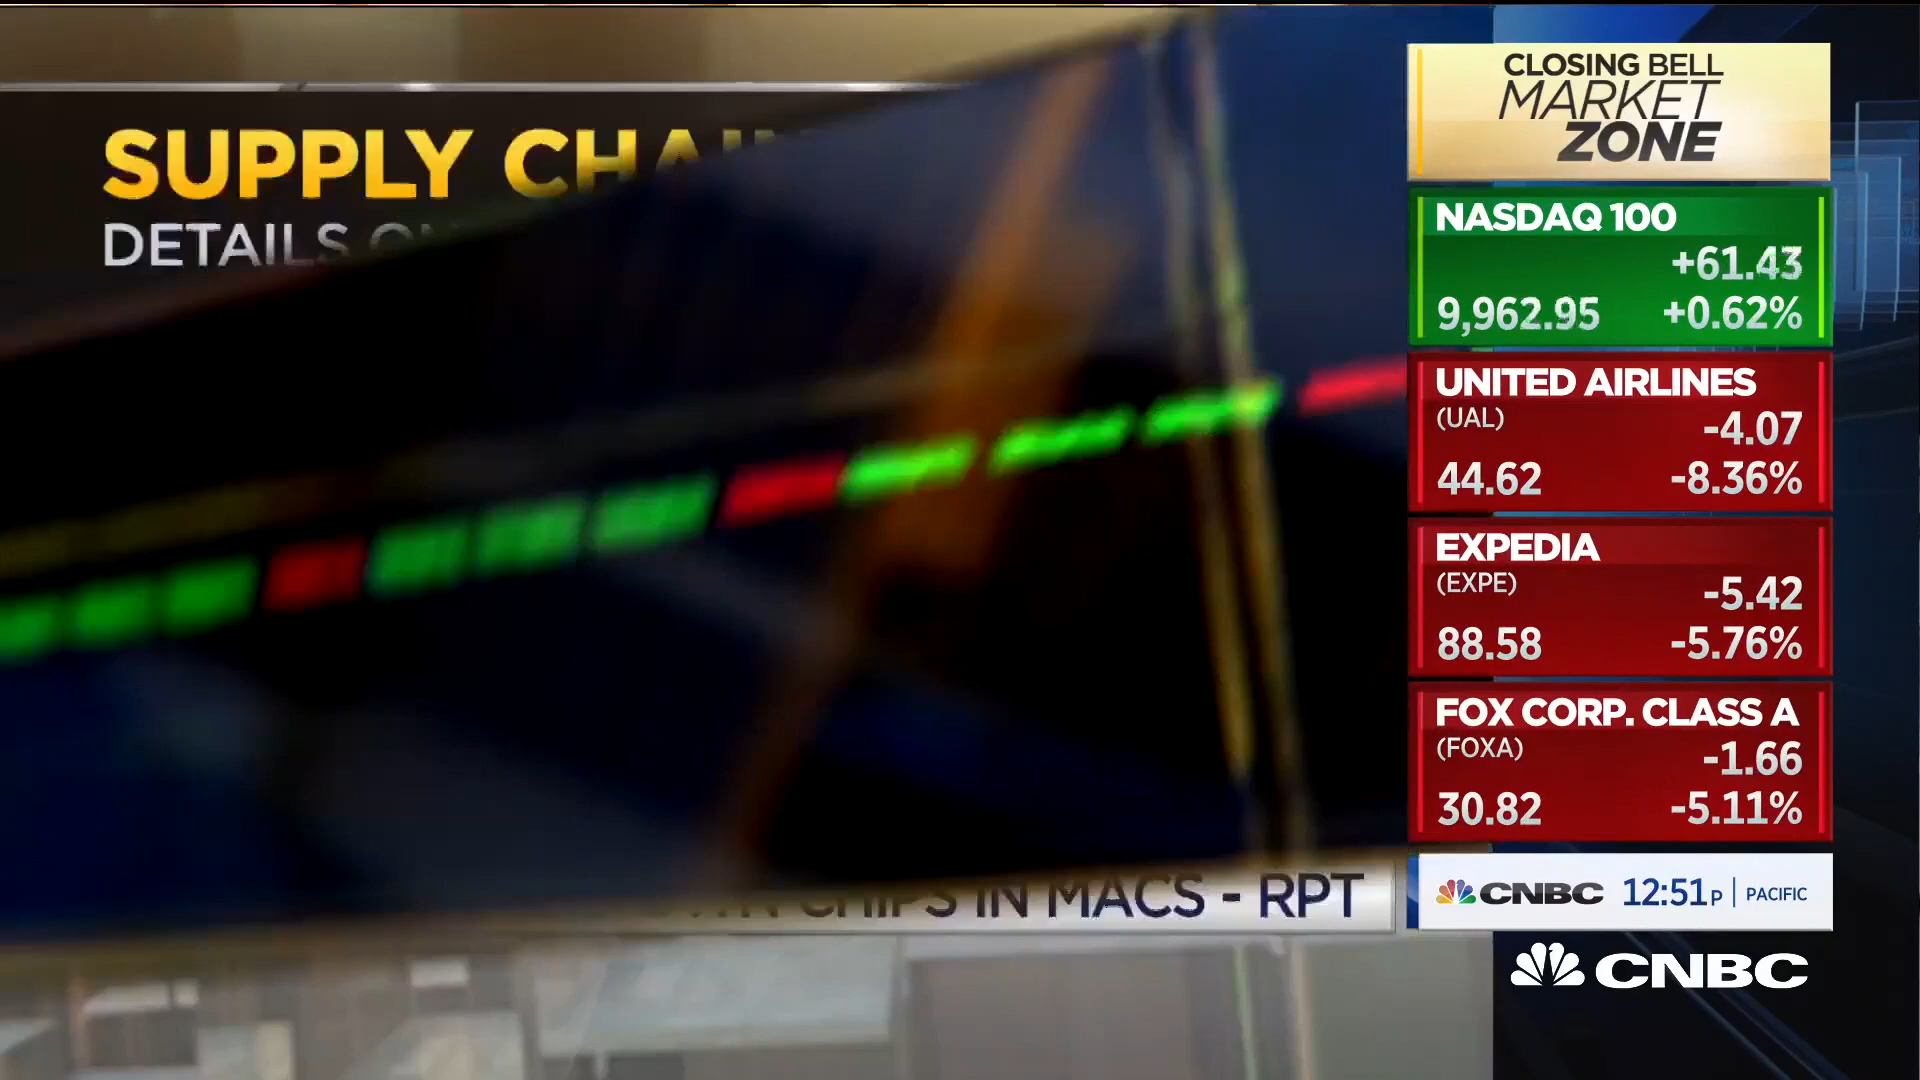 SUPPLY
DETAILS
CHIPS IN MACS - RPT
CLOSING BELL
MARKET
ZONE
NASDAQ 100
+61.43
9,962.95 +0.62%
UNITED AIRLINES
(UAL)
-4.07
44.62 -8.36%
EXPEDIA
(EXPE)
-5.42
88.58 -5.76%
FOX CORP. CLASS A
(FOXA)
-1.66
30.82 -5.11%
CNBC 12:51P | PACIFIC
CNBC